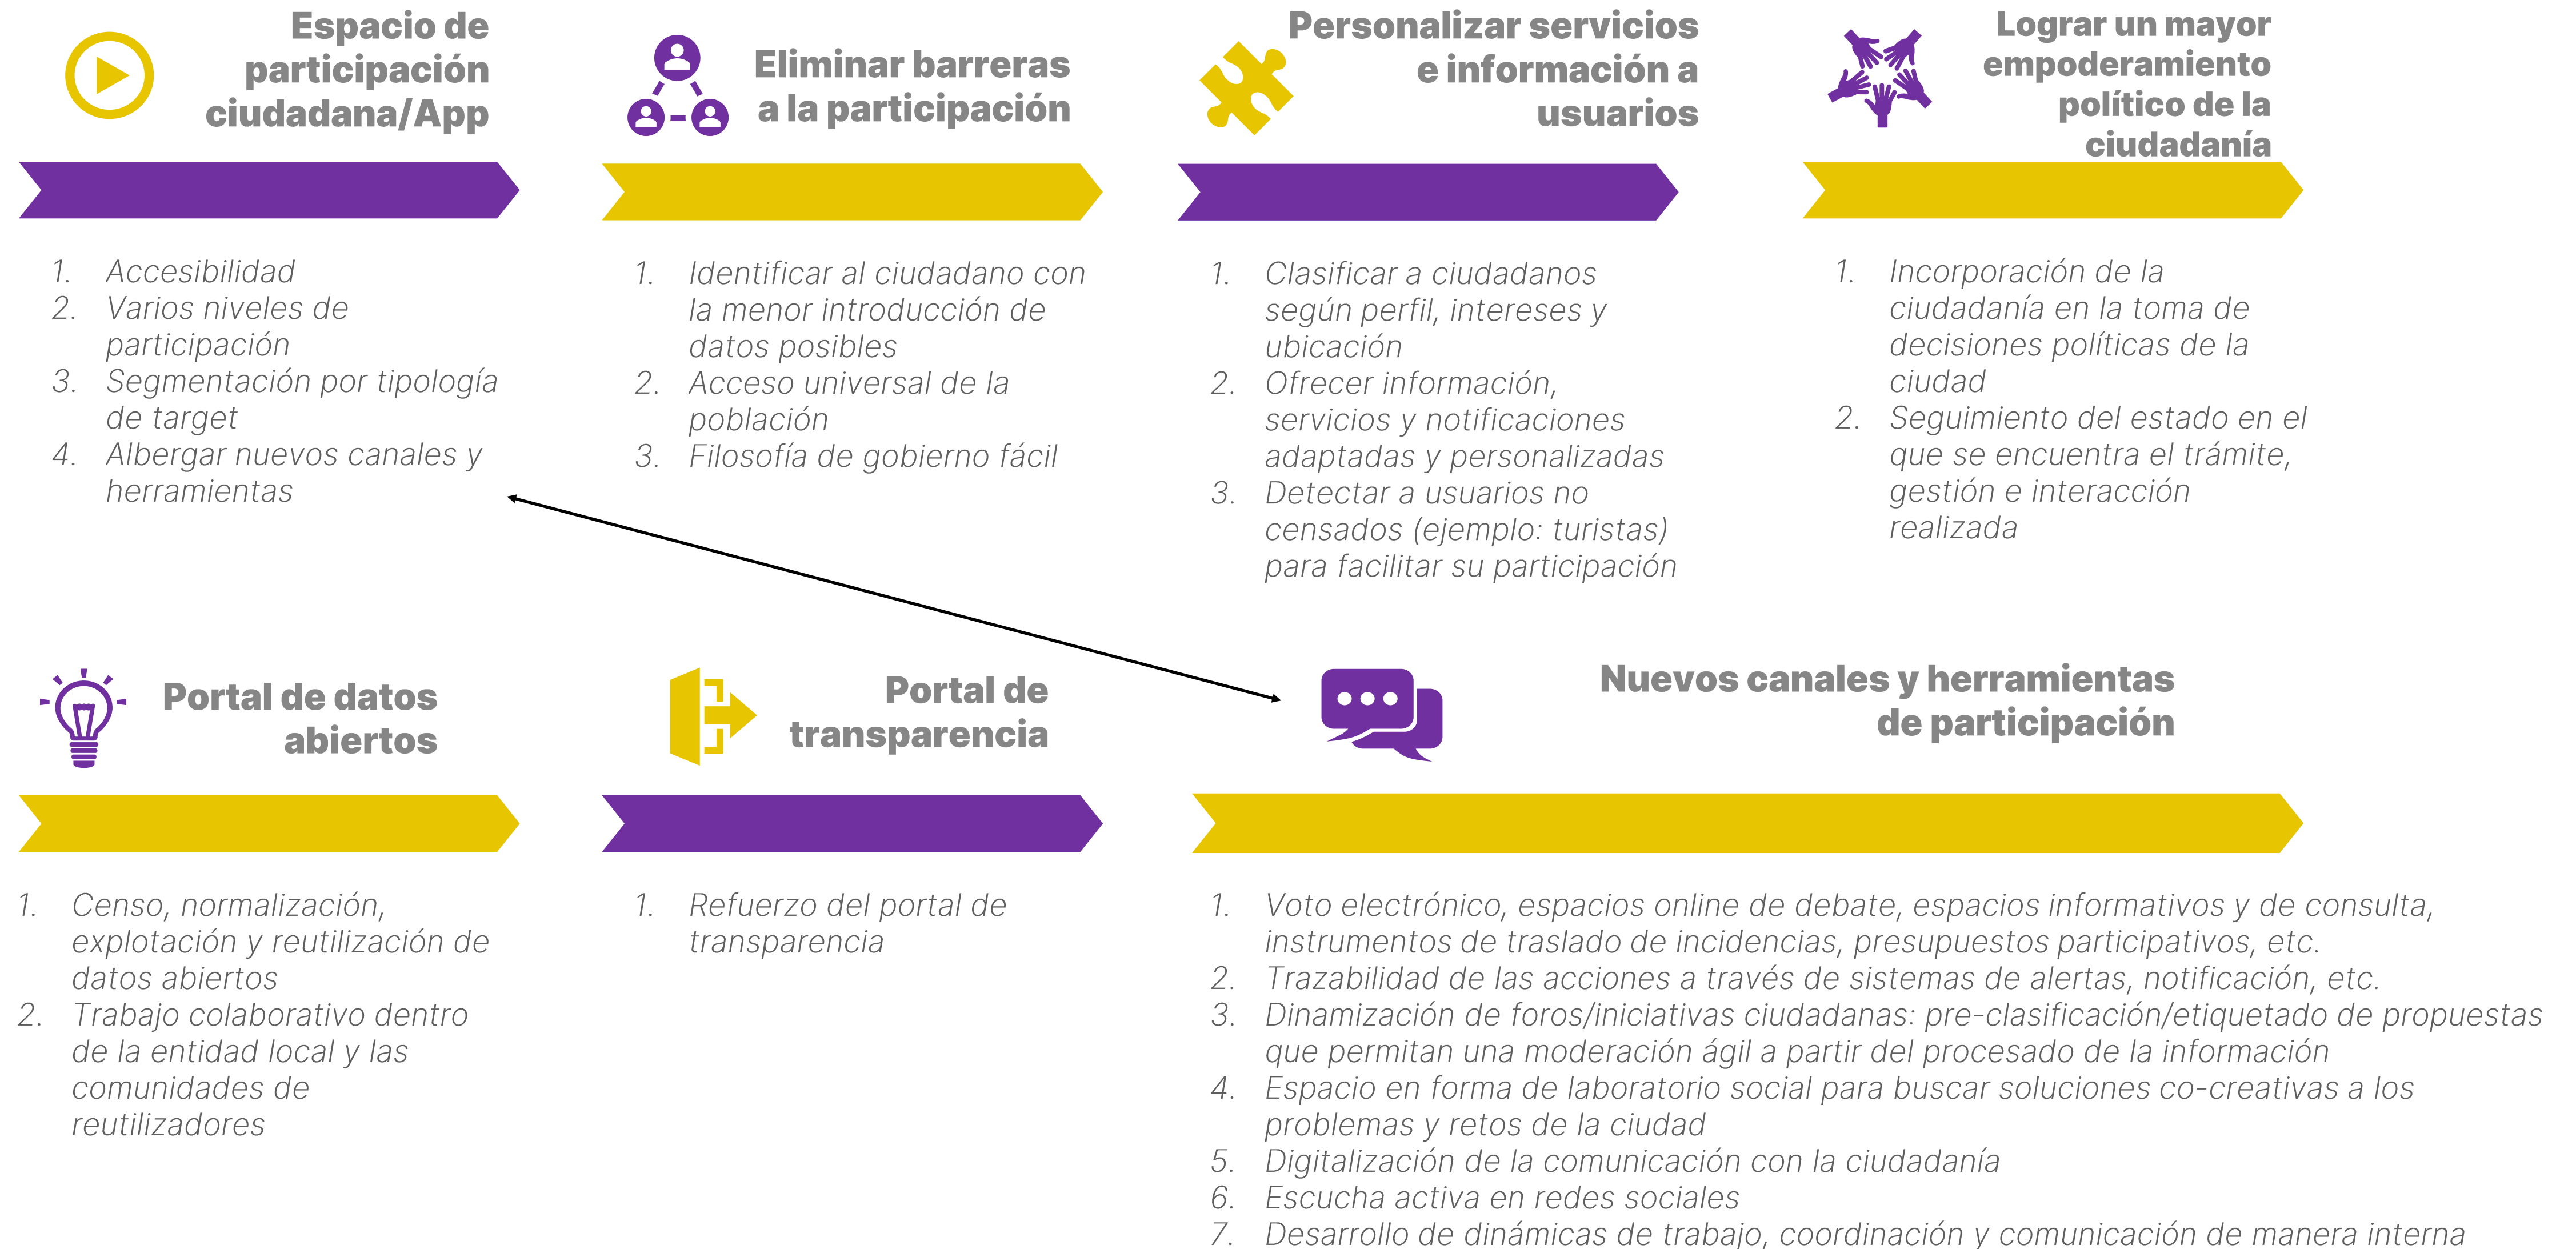 Espacio de
participación
ciudadana/App
1. Accesibilidad
2. Varios niveles de
participación
3. Segmentación por tipología
de target
4. Albergar nuevos canales y
herramientas
Eliminar barreras
a la participación
1. Identificar al ciudadano con
la menor introducción de
datos posibles
2. Acceso universal de la
población
3. Filosofía de gobierno fácil
Personalizar servicios
e información a
usuarios
1. Clasificar a ciudadanos
según perfil, intereses y
ubicación
2. Ofrecer información,
servicios y notificaciones
adaptadas y personalizadas
3. Detectar a usuarios no
censados (ejemplo: turistas)
para facilitar su participación
Lograr un mayor
empoderamiento
político de la
ciudadanía
1. Incorporación de la
ciudadanía en la toma de
decisiones políticas de la
ciudad
2. Seguimiento del estado en el
que se encuentra el trámite,
gestión e interacción
realizada
Portal de datos
abiertos
1. Censo, normalización,
explotación y reutilización de
datos abiertos
2. Trabajo colaborativo dentro
de la entidad local y las
comunidades de
reutilizadores
Portal de
transparencia
1. Refuerzo del portal de
transparencia
Nuevos canales y herramientas
de participación
1. Voto electrónico, espacios online de debate, espacios informativos y de consulta,
instrumentos de traslado de incidencias, presupuestos participativos, etc.
2. Trazabilidad de las acciones a través de sistemas de alertas, notificación, etc.
3. Dinamización de foros/iniciativas ciudadanas: pre-clasificación/etiquetado de propuestas
que permitan una moderación ágil a partir del procesado de la información
4. Espacio en forma de laboratorio social para buscar soluciones co-creativas a los
problemas y retos de la ciudad
5. Digitalización de la comunicación con la ciudadanía
6. Escucha activa en redes sociales
7. Desarrollo de dinámicas de trabajo, coordinación y comunicación de manera interna